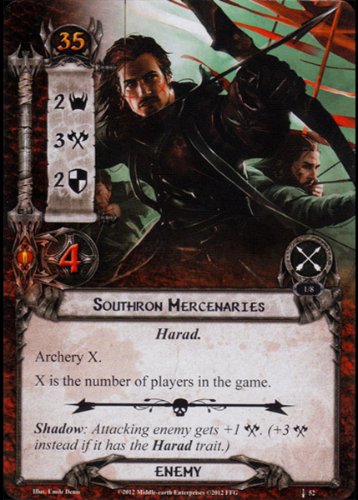 35
2
3
2
4
1/8
SOUTHRON MERCENARIES
Harad.
Archery X.
X is the number of players in the game.
Shadow: Attacking enemy gets +1 . (+3
instead if it has the Harad trait.)
ENEMY
Illus. Emile Denis ©2012 Middle-earth Enterprises ©2012 FFG 52